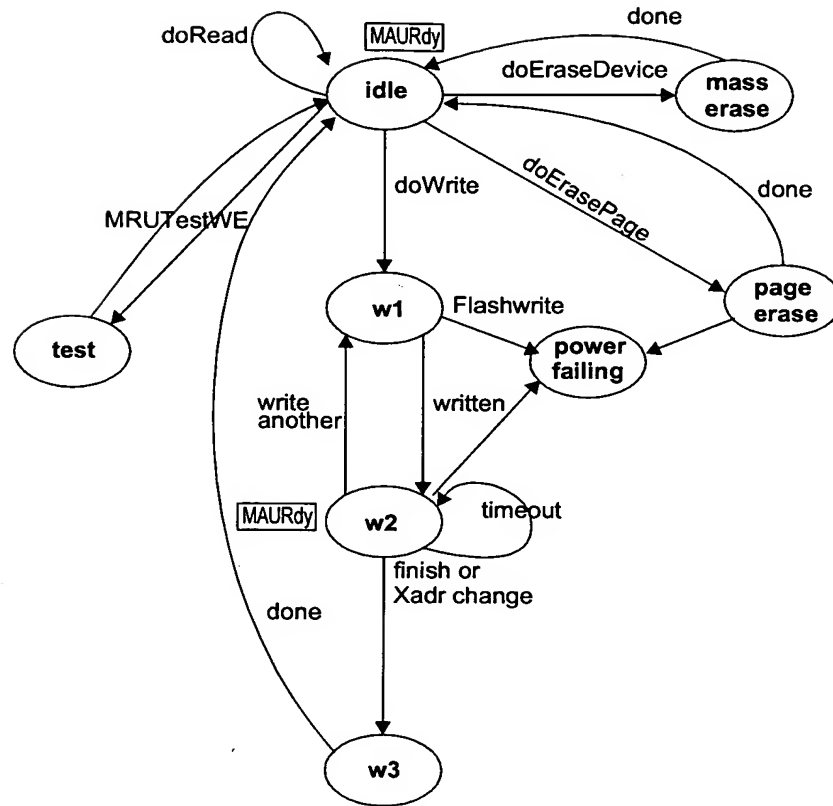 done
doRead
MAURdy
idle
doEraseDevice
mass
erase
doWrite
doErasePage
done
MRUTestWE
w1
Flashwrite
page
erase
test
power
failing
write
another
written
MAURdy
w2
timeout
finish or
Xadr change
done
w3